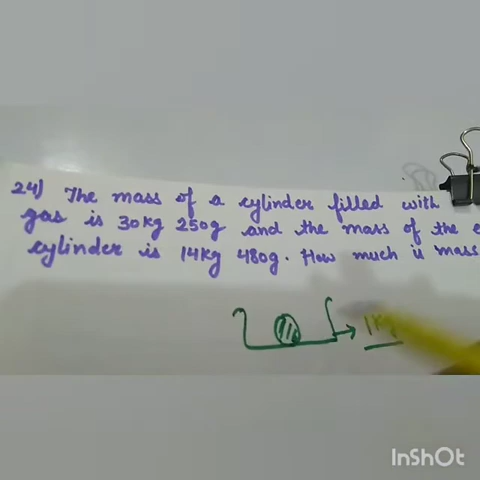 24) The mass of a cylinder filled with
gas is 30kg 250g and the mass of the
cylinder is 14kg 480g. How much is mass
InShOt